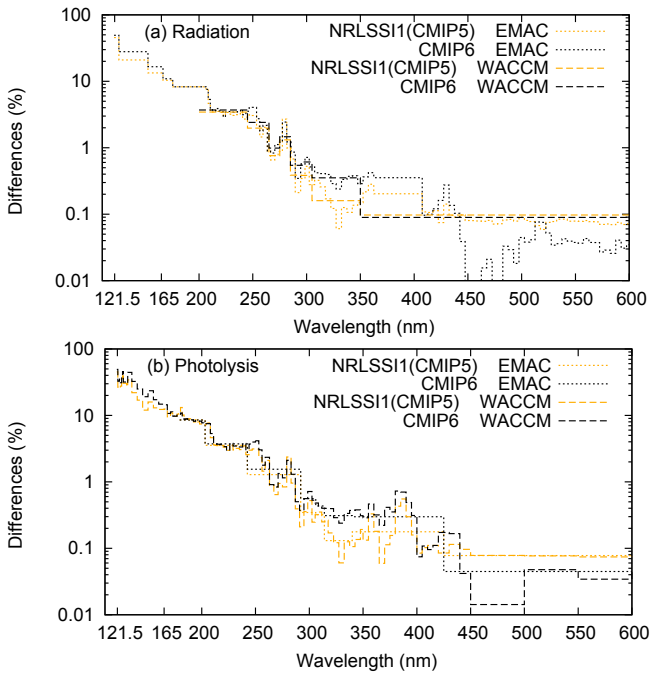 (a) Radiation
NRLSSI1(CMIP5) EMAC
CMIP6 EMAC
NRLSSI1(CMIP5) WACCM
CMIP6 WACCM
Differences (%)
100
10
1
0.1
0.01
121.5 165 200 250 300 350 400 450 500 550 600
Wavelength (nm)
(b) Photolysis
NRLSSI1(CMIP5) EMAC
CMIP6 EMAC
NRLSSI1(CMIP5) WACCM
CMIP6 WACCM
Differences (%)
100
10
1
0.1
0.01
121.5 165 200 250 300 350 400 450 500 550 600
Wavelength (nm)